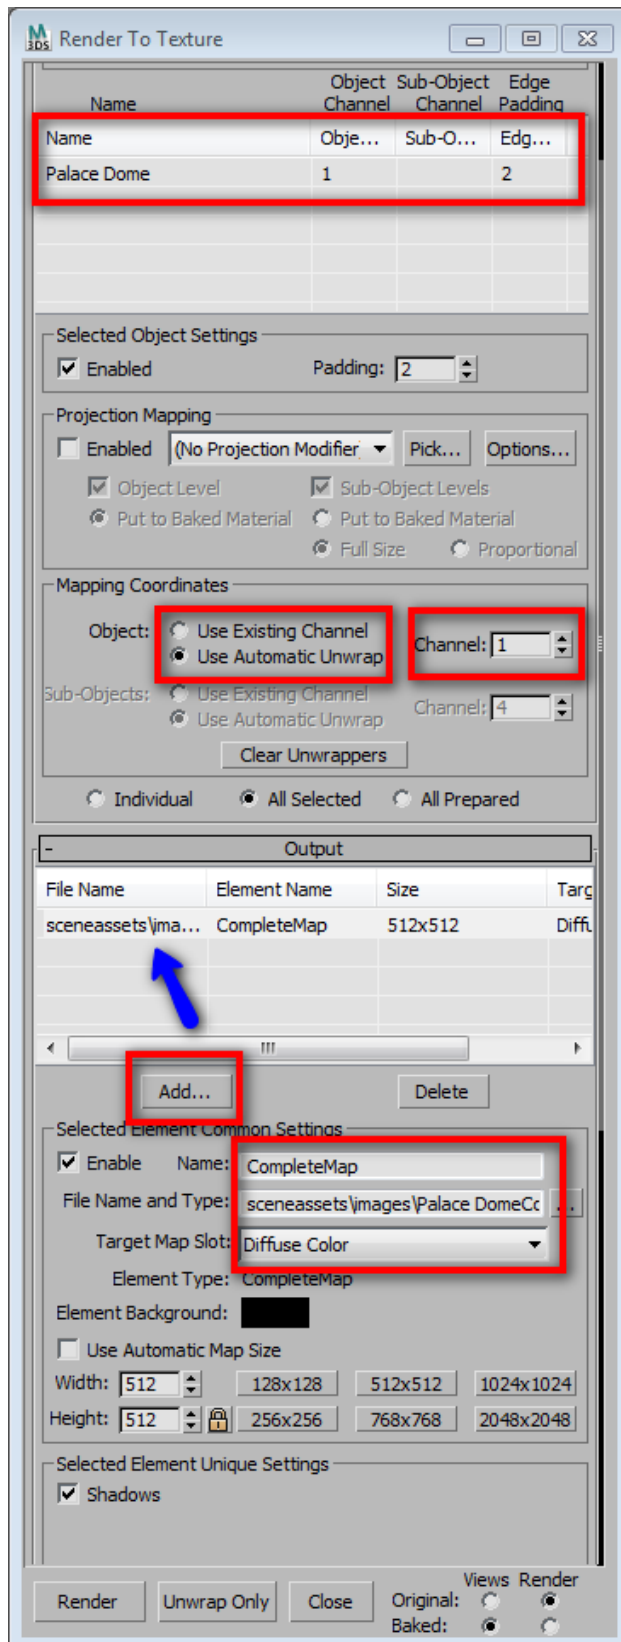 Render To Texture
Object Sub-Object Edge
Name Channel Channel Padding
Name Obje... Sub-O... Edg...
Palace Dome 1 2
Selected Object Settings
Enabled Padding: 2
Projection Mapping
Enabled (No Projection Modifier Pick... Options...
Object Level Sub-Object Levels
Put to Baked Material Put to Baked Material
Full Size Proportional
Mapping Coordinates
Object: Use Existing Channel Channel: 1
Use Automatic Unwrap
Sub-Objects: Use Existing Channel Channel: 4
Use Automatic Unwrap
Clear Unwrappers
Individual All Selected All Prepared
- Output
File Name Element Name Size Targ
sceneassets\ima... CompleteMap 512x512 Diffu
Add... Delete
Selected Element Common Settings
Enable Name: CompleteMap
File Name and Type: sceneassets\images\Palace DomeCc ...
Target Map Slot: Diffuse Color
Element Type: CompleteMap
Element Background:
Use Automatic Map Size
Width: 512 128x128 512x512 1024x1024
Height: 512 256x256 768x768 2048x2048
Selected Element Unique Settings
Shadows
Views Render
Render Unwrap Only Close Original:
Baked: